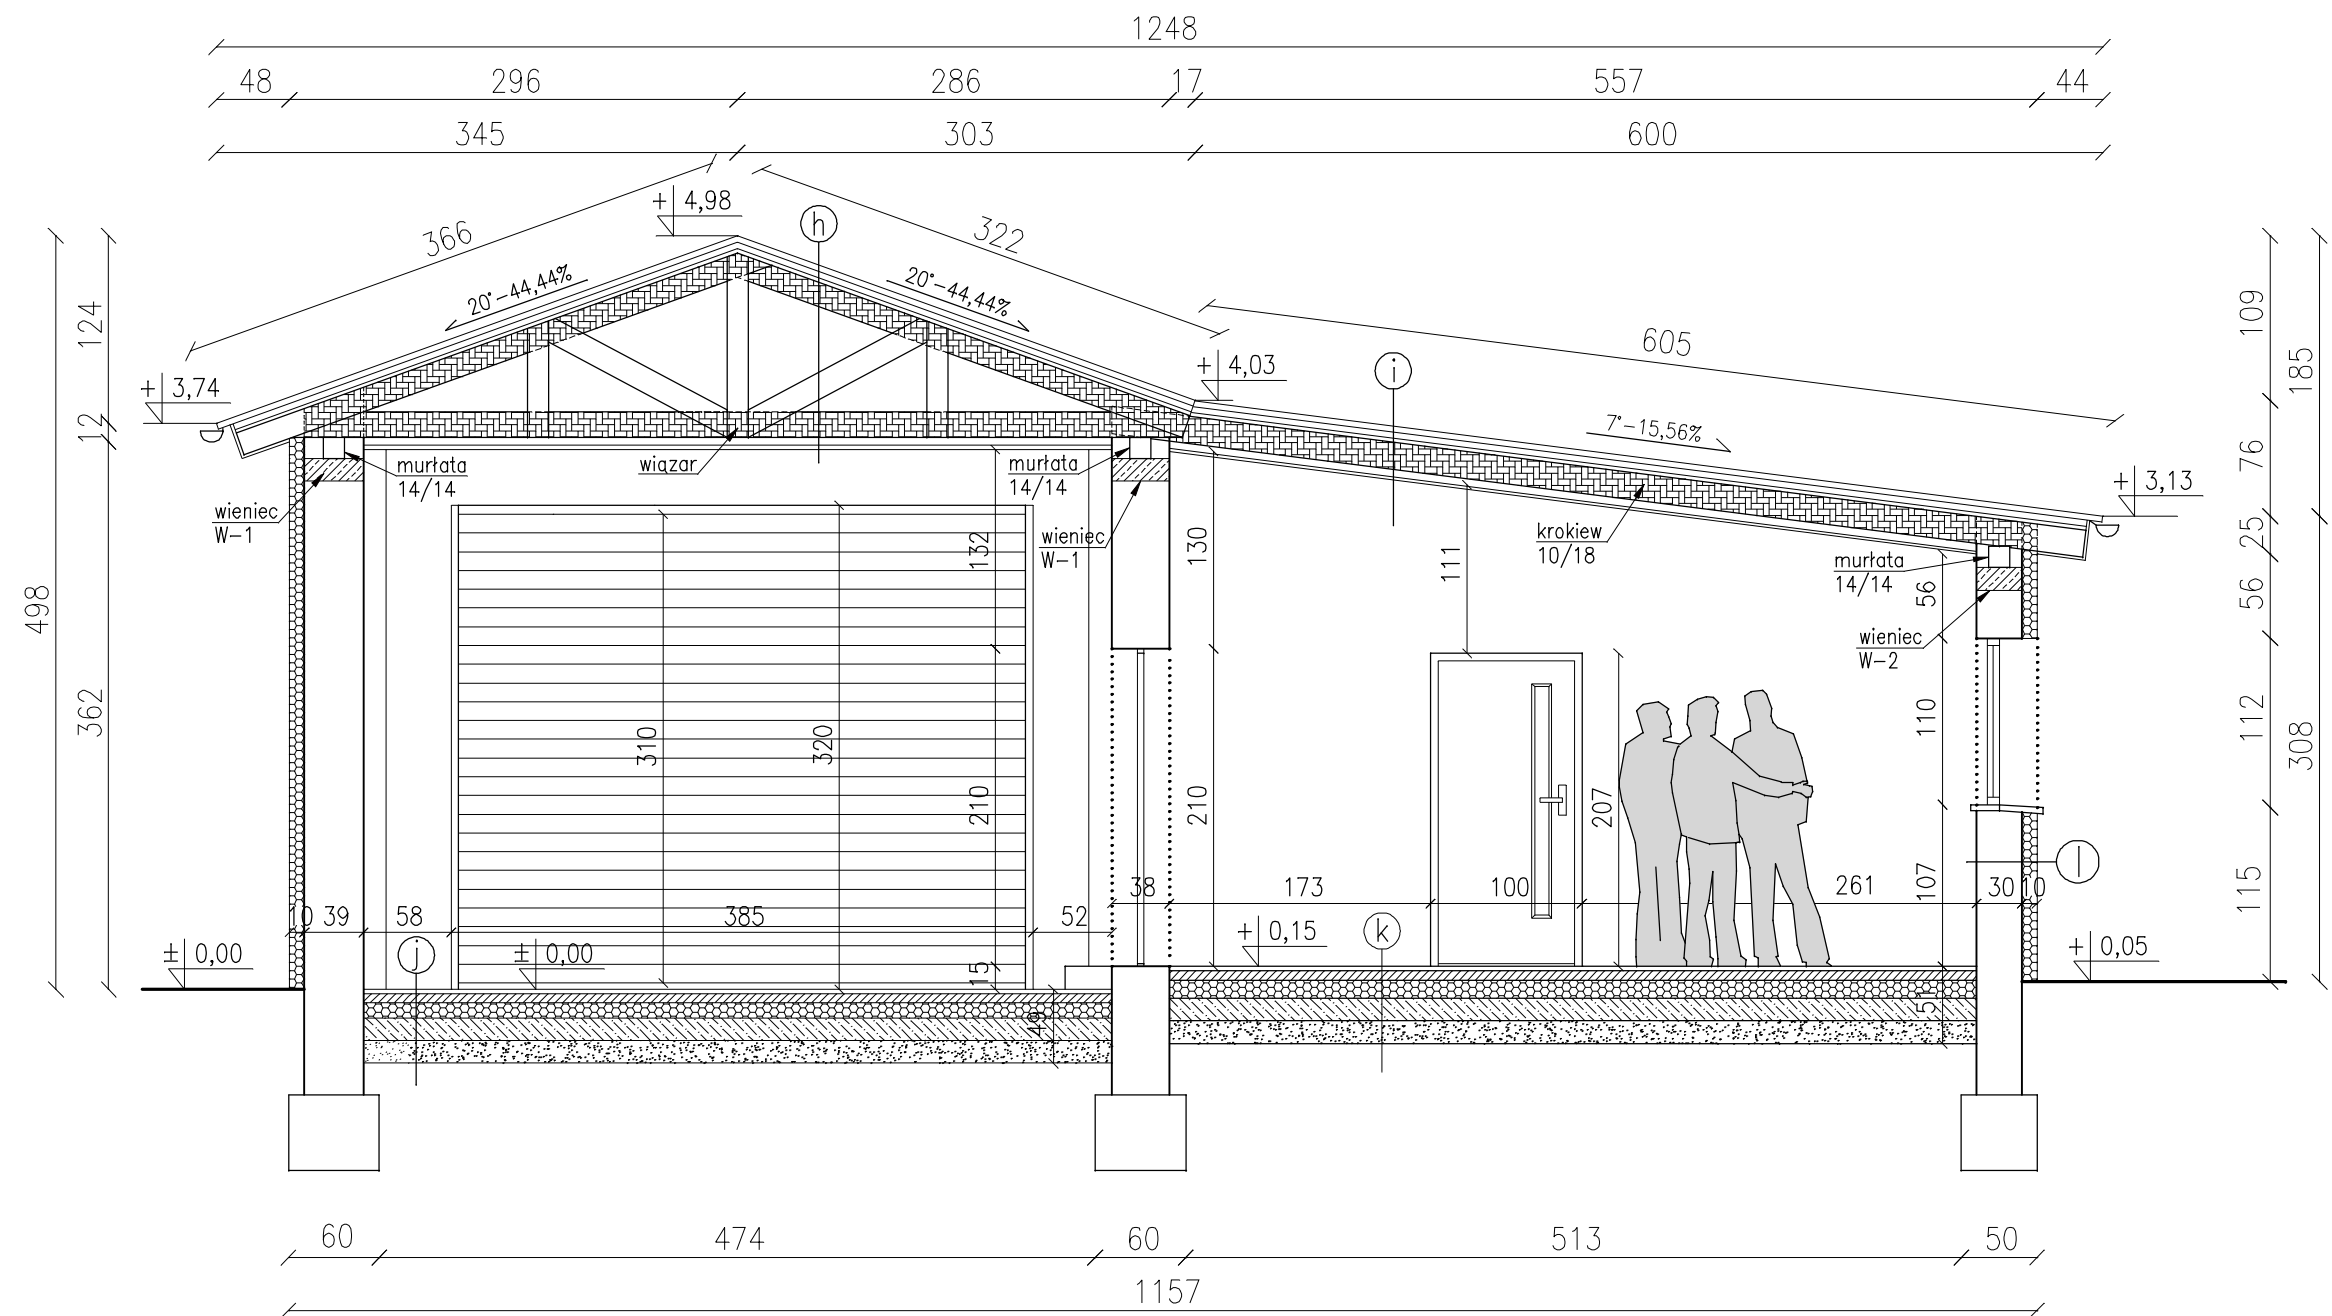 1248
48 296 286 17 557 44
345 303 600
+ 4,98
h
366
322
20°-44,44%
20°-44,44%
109
124
605
185
+ 4,03
i
+ 3,74
7°-15,56%
12
76
murłata
14/14
wiązar
murłata
14/14
+ 3,13
wieniec
W-1
wieniec
W-1
krokiew
10/18
25
132
130
111
murłata
14/14
56
56
498
362
wieniec
W-2
310
320
110
112
308
210
210
207
l
38 173 100 261 107 30 10
115
10 39 58 385 52
± 0,00
j
± 0,00
+ 0,15
k
+ 0,05
15
49
51
60 474 60 513 50
1157